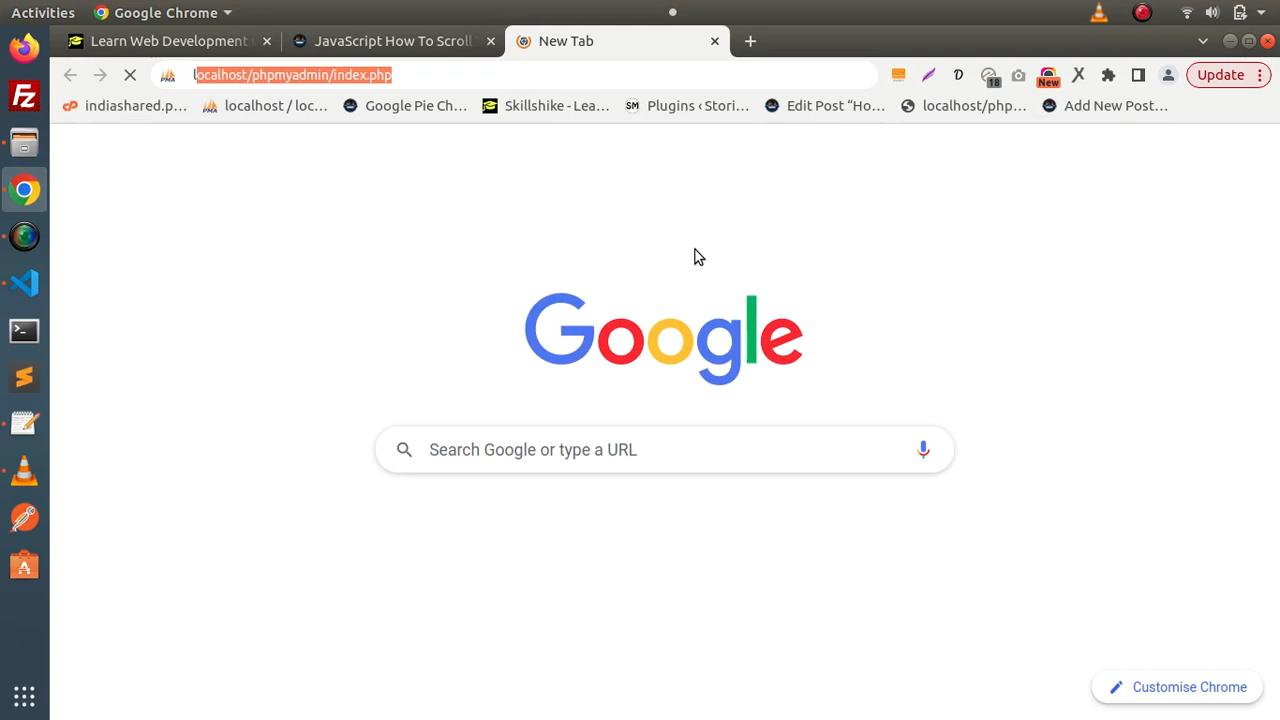 Activities Google Chrome
Learn Web Development JavaScript How To Scroll New Tab
localhost/phpmyadmin/index.php 18 New Update
indiashared.p... localhost / loc... Google Pie Ch... Skillshike - Lea... Plugins ‹ Stori... Edit Post “Ho... localhost/php... Add New Post...
Google
Search Google or type a URL
Customise Chrome